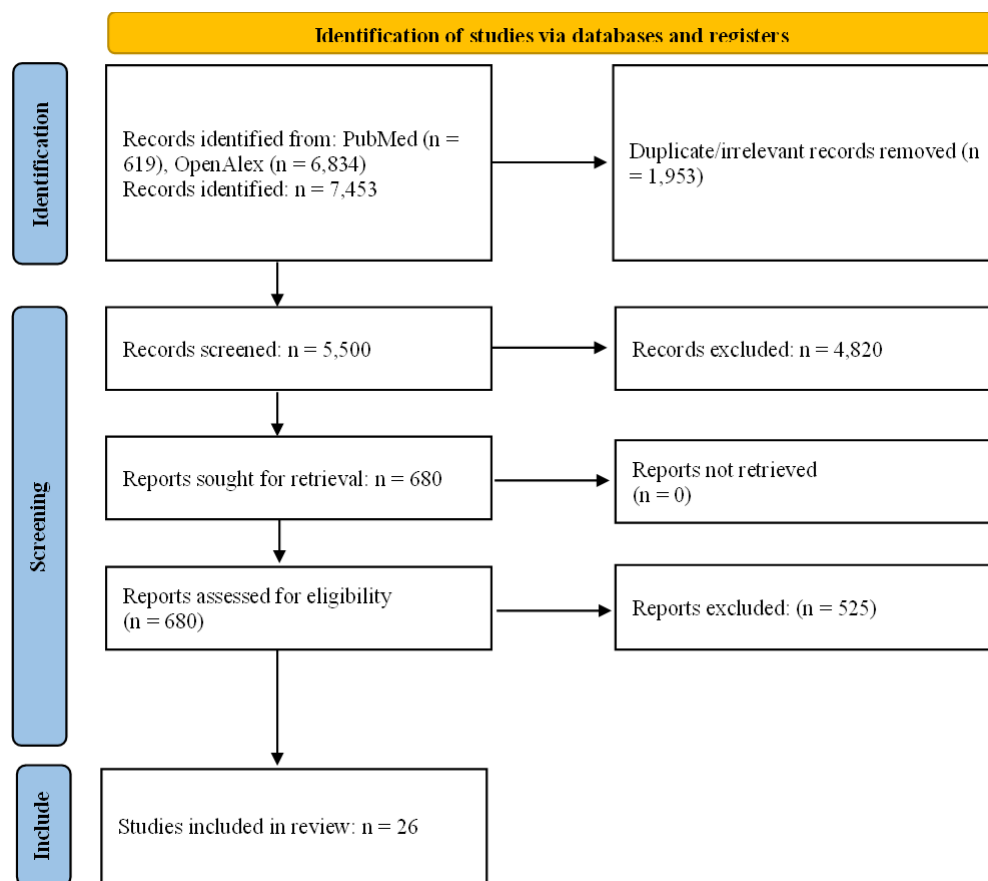 Identification of studies via databases and registers
Identification
Records identified from: PubMed (n =
619), OpenAlex (n = 6,834)
Records identified: n = 7,453
Duplicate/irrelevant records removed (n
= 1,953)
Screening
Records screened: n = 5,500
Records excluded: n = 4,820
Reports sought for retrieval: n = 680
Reports not retrieved
(n = 0)
Reports assessed for eligibility
(n = 680)
Reports excluded: (n = 525)
Include
Studies included in review: n = 26